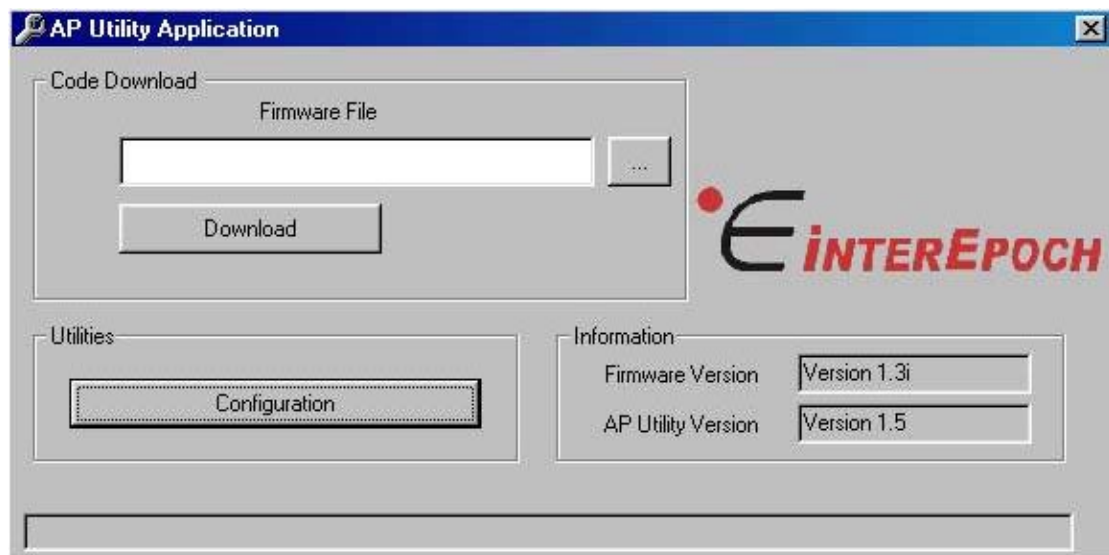 AP Utility Application
Code Download
Firmware File
...
Download
INTEREPOCH
Utilities
Configuration
Information
Firmware Version Version 1.3i
AP Utility Version Version 1.5